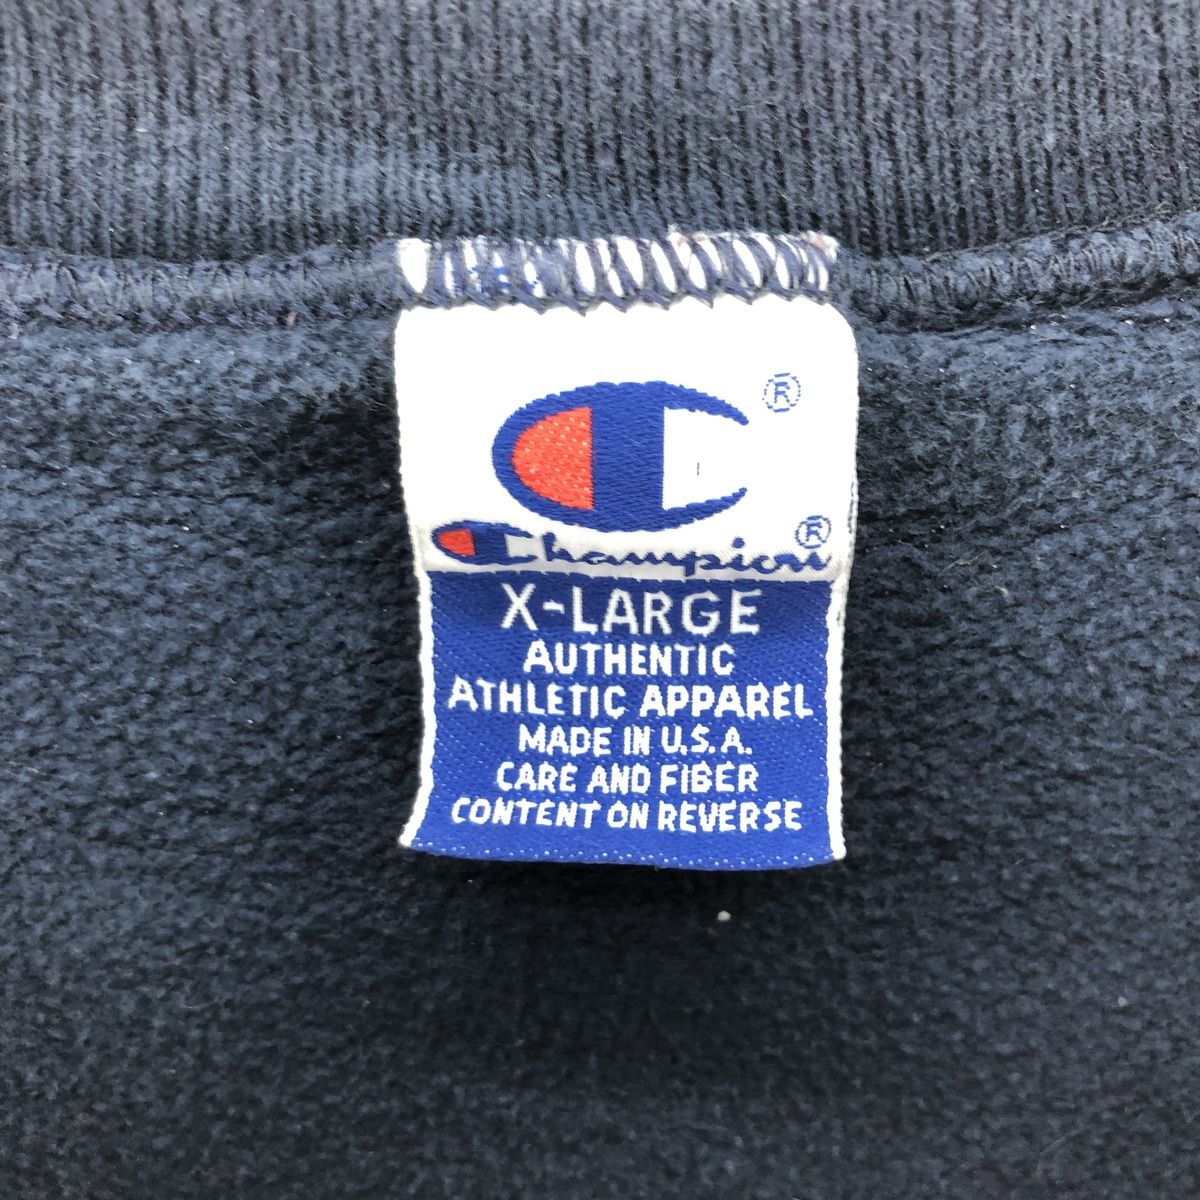 ®
Champion®
X-LARGE
AUTHENTIC
ATHLETIC APPAREL
MADE IN U.S.A.
CARE AND FIBER
CONTENT ON REVERSE